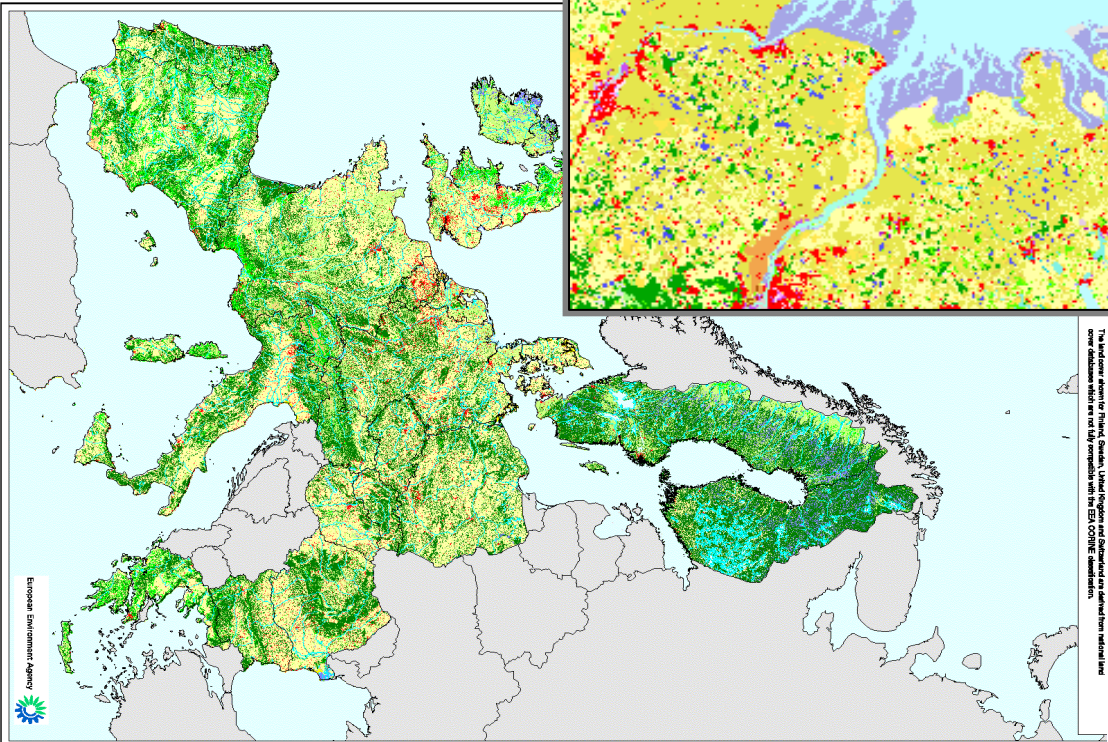 The land cover shown for Finland, Sweden, United Kingdom and Switzerland are derived from national land
cover databases which are not fully compatible with the EEA CORINE classification.
European Environment Agency